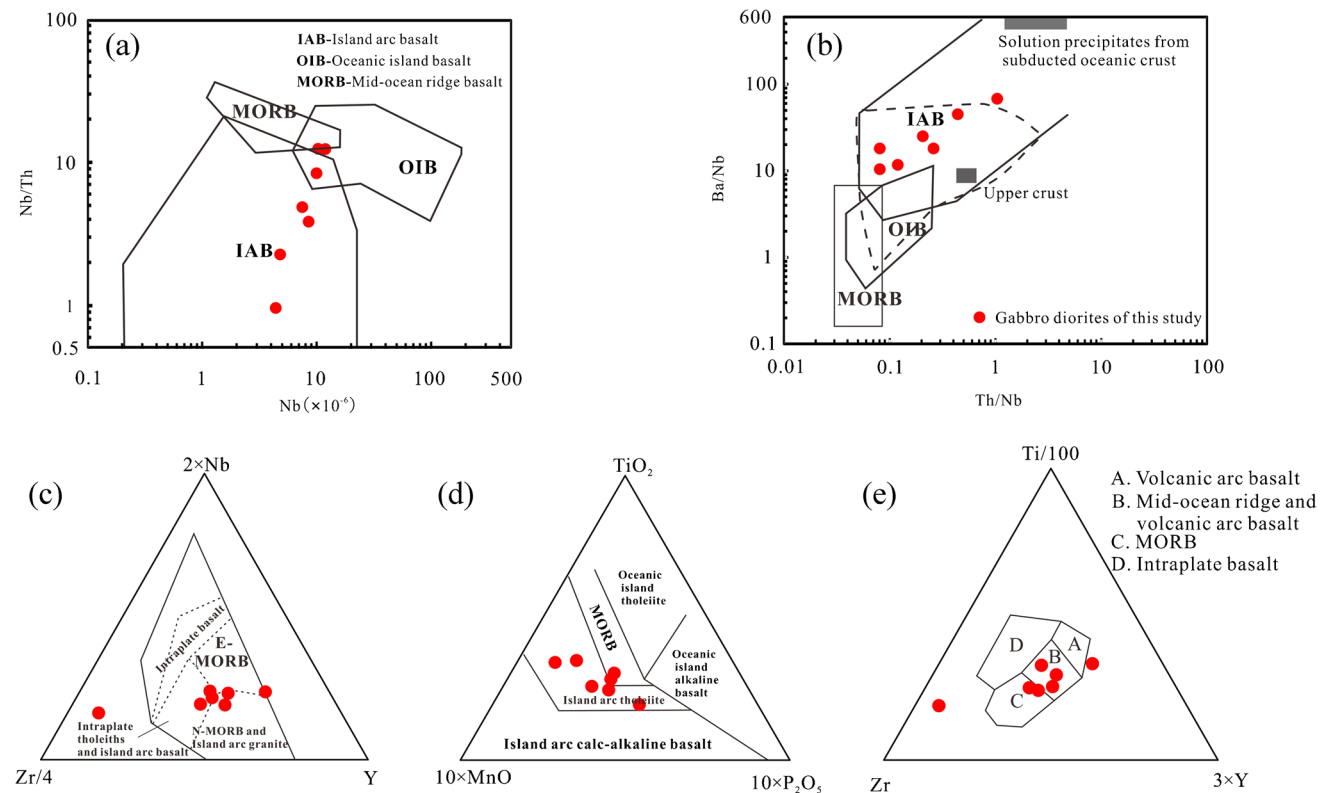 (a)
100
10
1
0.5
Nb/Th
IAB-Island arc basalt
OIB-Oceanic island basalt
MORB-Mid-ocean ridge basalt
MORB
OIB
IAB
0.1
1
10
100
500
Nb(×10⁻⁶)
(b)
600
100
10
1
0.1
Ba/Nb
Solution precipitates from
subducted oceanic crust
IAB
Upper crust
OIB
MORB
Gabbro diorites of this study
0.01
0.1
1
10
100
Th/Nb
(c)
2×Nb
Intraplate basalt
E-
MORB
Intraplate
tholeiths
and island arc basalt
N-MORB and
Island arc granite
Zr/4
Y
(d)
TiO₂
Oceanic
island
tholeiite
MORB
Oceanic
island
alkaline
basalt
Island arc tholeiite
Island arc calc-alkaline basalt
10×MnO
10×P₂O₅
(e)
Ti/100
A. Volcanic arc basalt
B. Mid-ocean ridge and
volcanic arc basalt
C. MORB
D. Intraplate basalt
D
A
B
C
Zr
3×Y